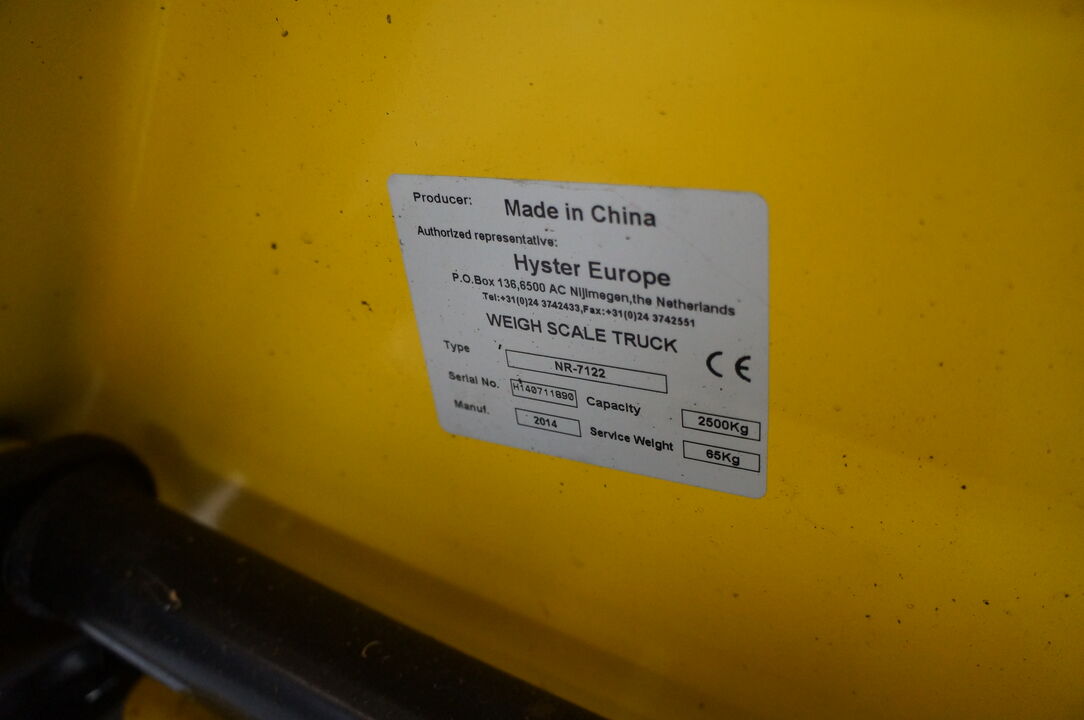 Producer: Made in China
Authorized representative:
Hyster Europe
P.O.Box 136,6500 AC Nijimegen,the Netherlands
Tel:+31(0)24 3742433,Fax:+31(0)24 3742551
WEIGH SCALE TRUCK
CE
Type NR-7122
Serial No. H140711890 Capacity 2500Kg
Manuf. 2014 Service Weight 65Kg